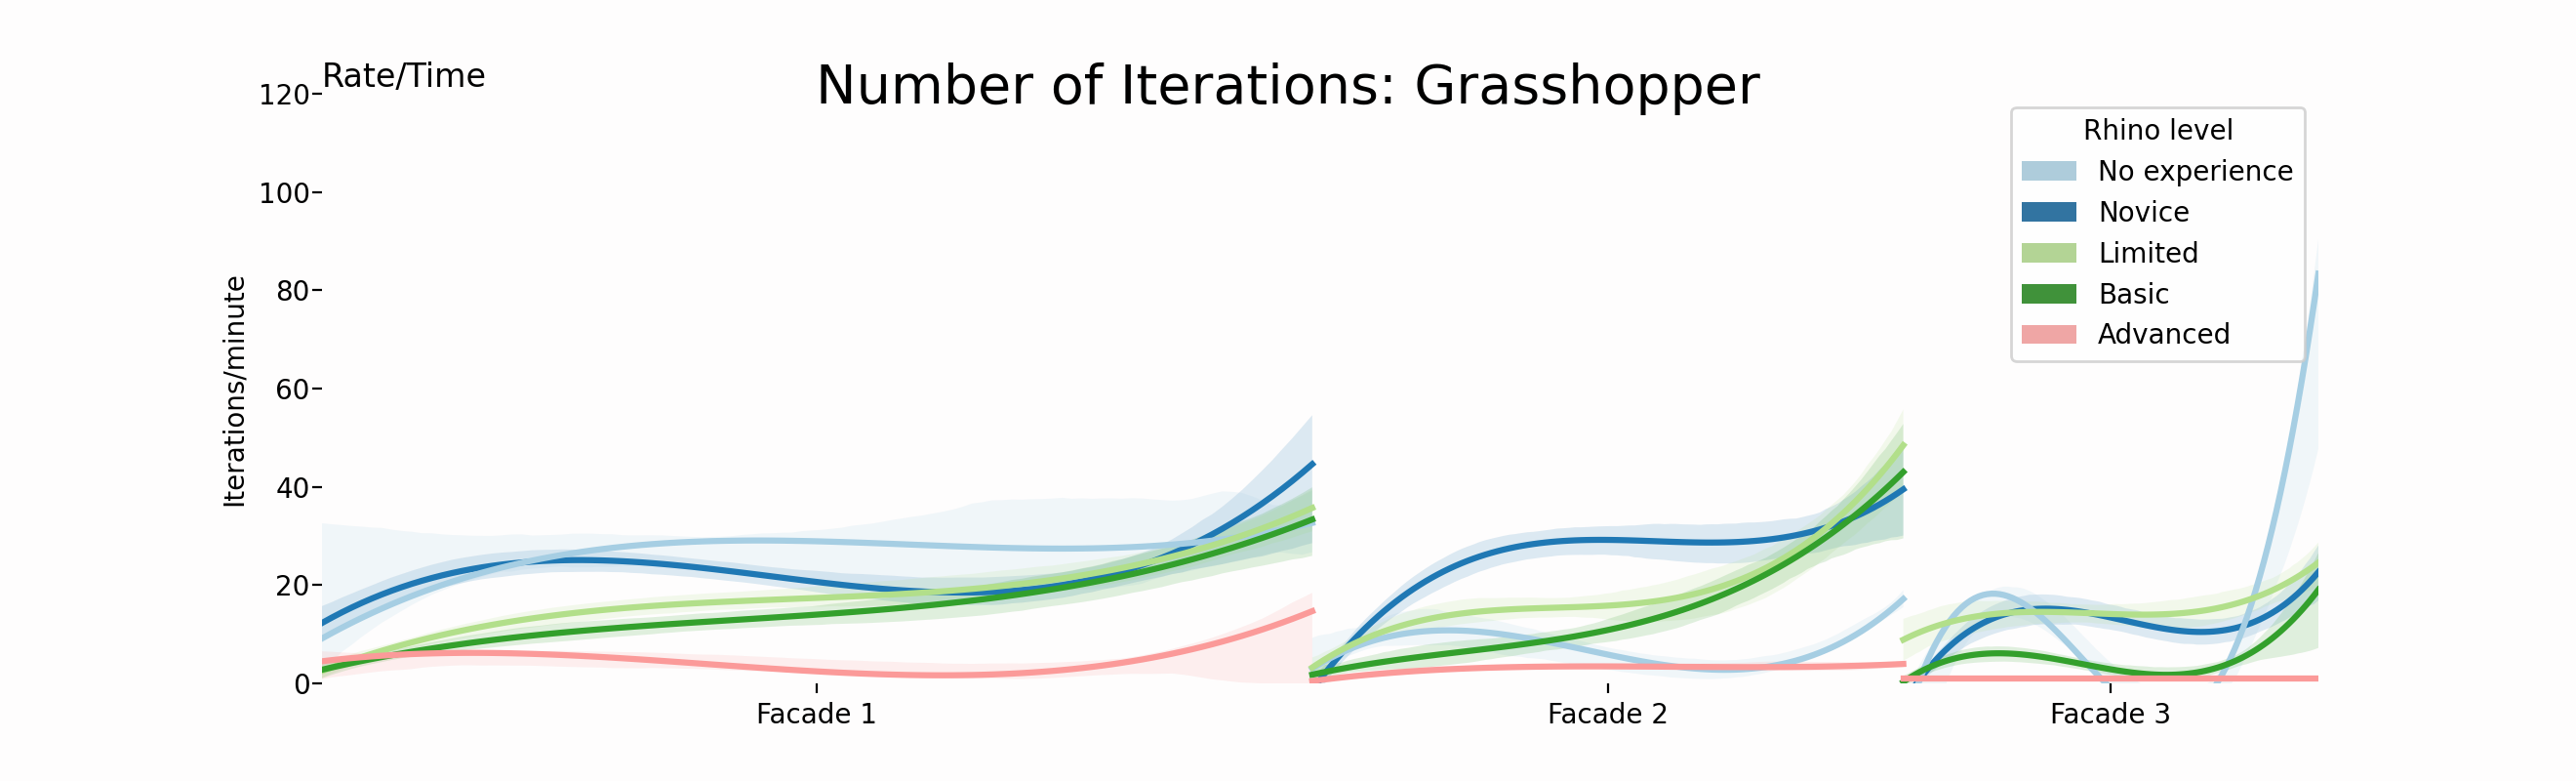 Rate/Time
Number of Iterations: Grasshopper
120
100
80
60
40
20
0
Iterations/minute
Rhino level
No experience
Novice
Limited
Basic
Advanced
Facade 1
Facade 2
Facade 3